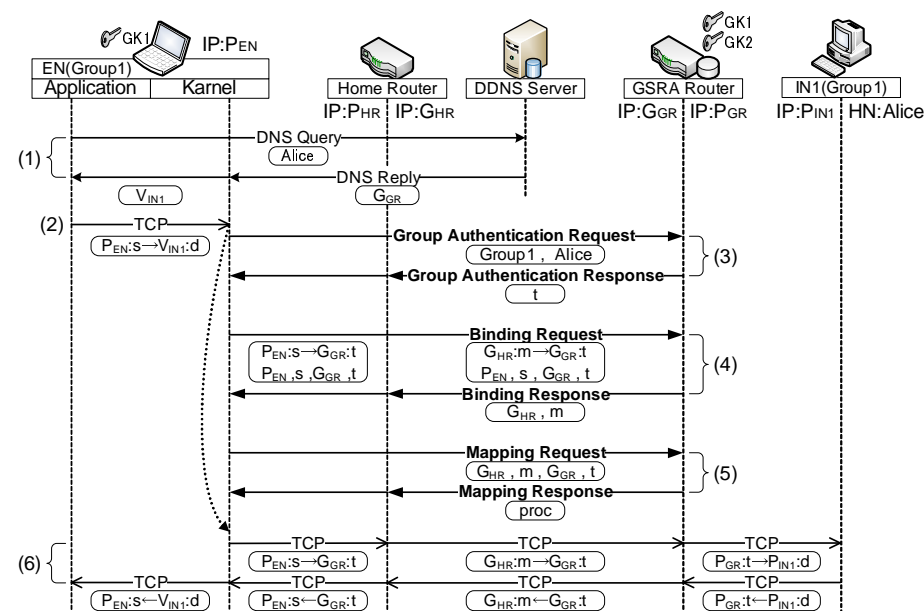 GK1
IP:PEN
GK1
GK2
EN(Group1)
Application
Karnel
Home Router
DDNS Server
GSRA Router
IN1(Group1)
IP:PHR
IP:GHR
IP:GGR
IP:PGR
IP:PIN1
HN:Alice
(1)
DNS Query
Alice
DNS Reply
VIN1
GGR
(2)
TCP
PEN:s→VIN1:d
Group Authentication Request
Group1 , Alice
(3)
Group Authentication Response
t
Binding Request
PEN:s→GGR:t
PEN ,s ,GGR ,t
GHR:m→GGR:t
PEN , s , GGR , t
(4)
Binding Response
GHR , m
Mapping Request
GHR , m , GGR , t
(5)
Mapping Response
proc
(6)
TCP
TCP
TCP
PEN:s→GGR:t
GHR:m→GGR:t
PGR:t→PIN1:d
TCP
TCP
TCP
TCP
PEN:s←VIN1:d
PEN:s←GGR:t
GHR:m←GGR:t
PGR:t←PIN1:d